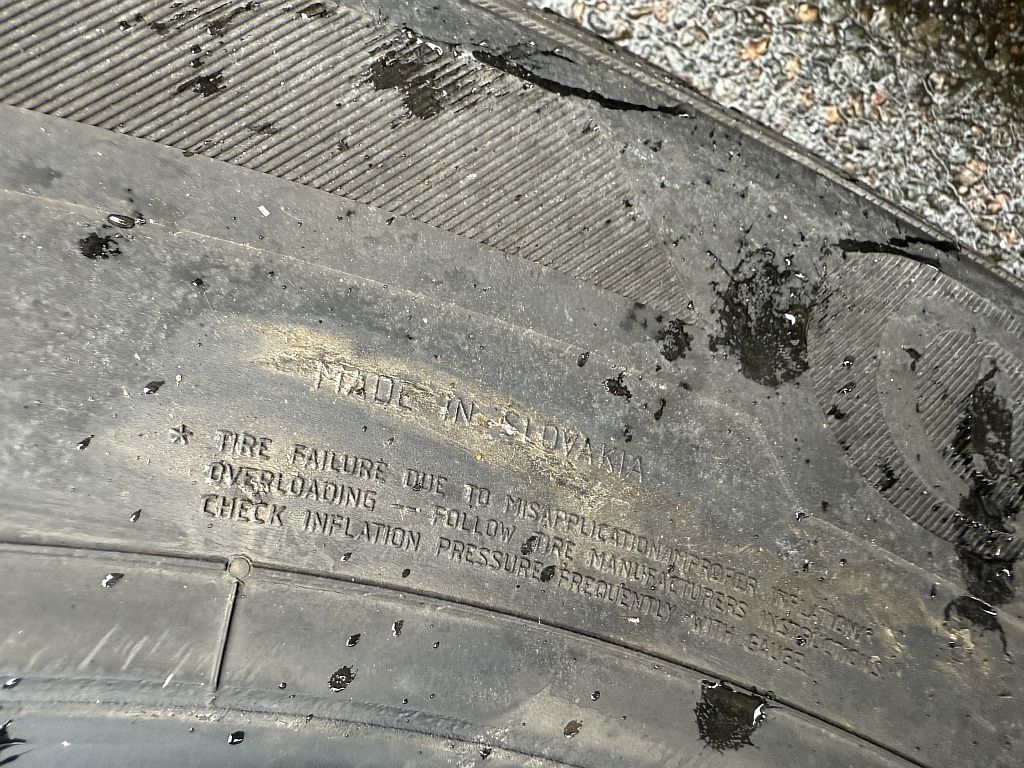 MADE IN SLOVAKIA
* TIRE FAILURE DUE TO MISAPPLICATION/IMPROPER INFLATION
OVERLOADING — FOLLOW TIRE MANUFACTURERS INSTRUCTIONS
CHECK INFLATION PRESSURE FREQUENTLY WITH GAUGE